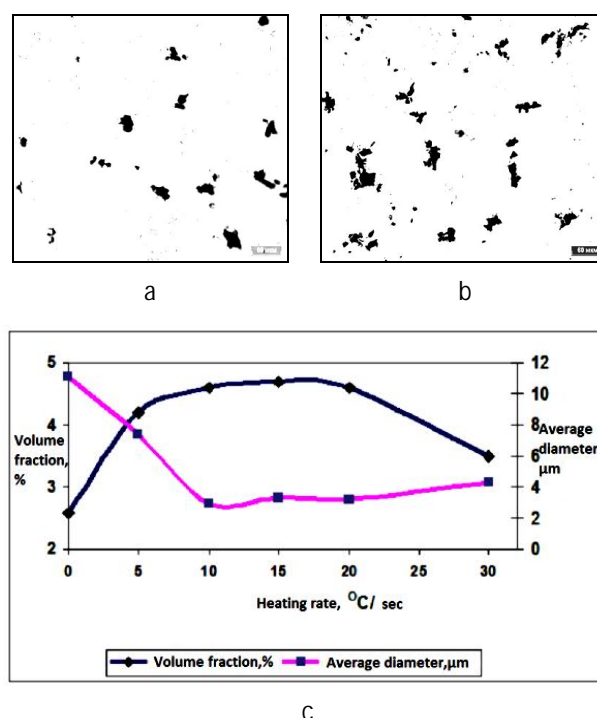 a
b
5
4
3
2
Volume
fraction,
%
12
10
8
6
4
2
0
Average
diameter,
µm
0 5 10 15 20 25 30
Heating rate, ⁰C/ sec
Volume fraction,% Average diameter,µm
c